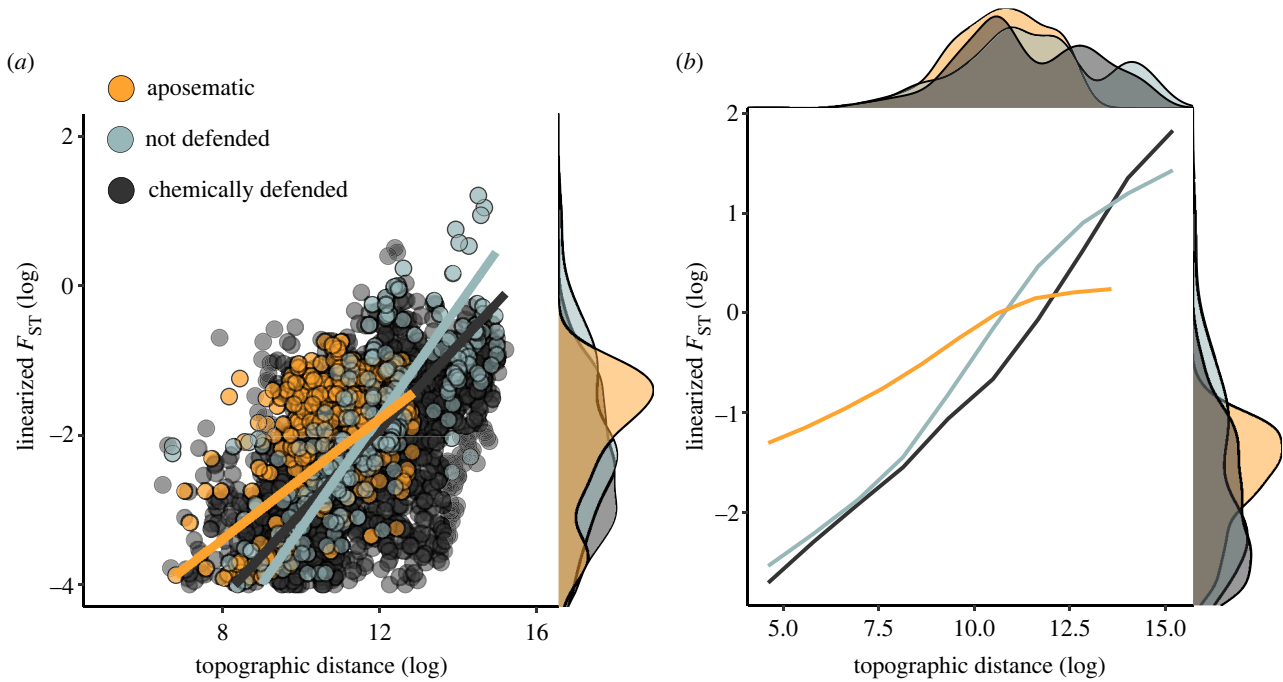 (a)
aposematic
not defended
chemically defended
2
0
–2
–4
linearized FST (log)
8 12 16
topographic distance (log)
(b)
2
1
0
–1
–2
linearized FST (log)
5.0 7.5 10.0 12.5 15.0
topographic distance (log)